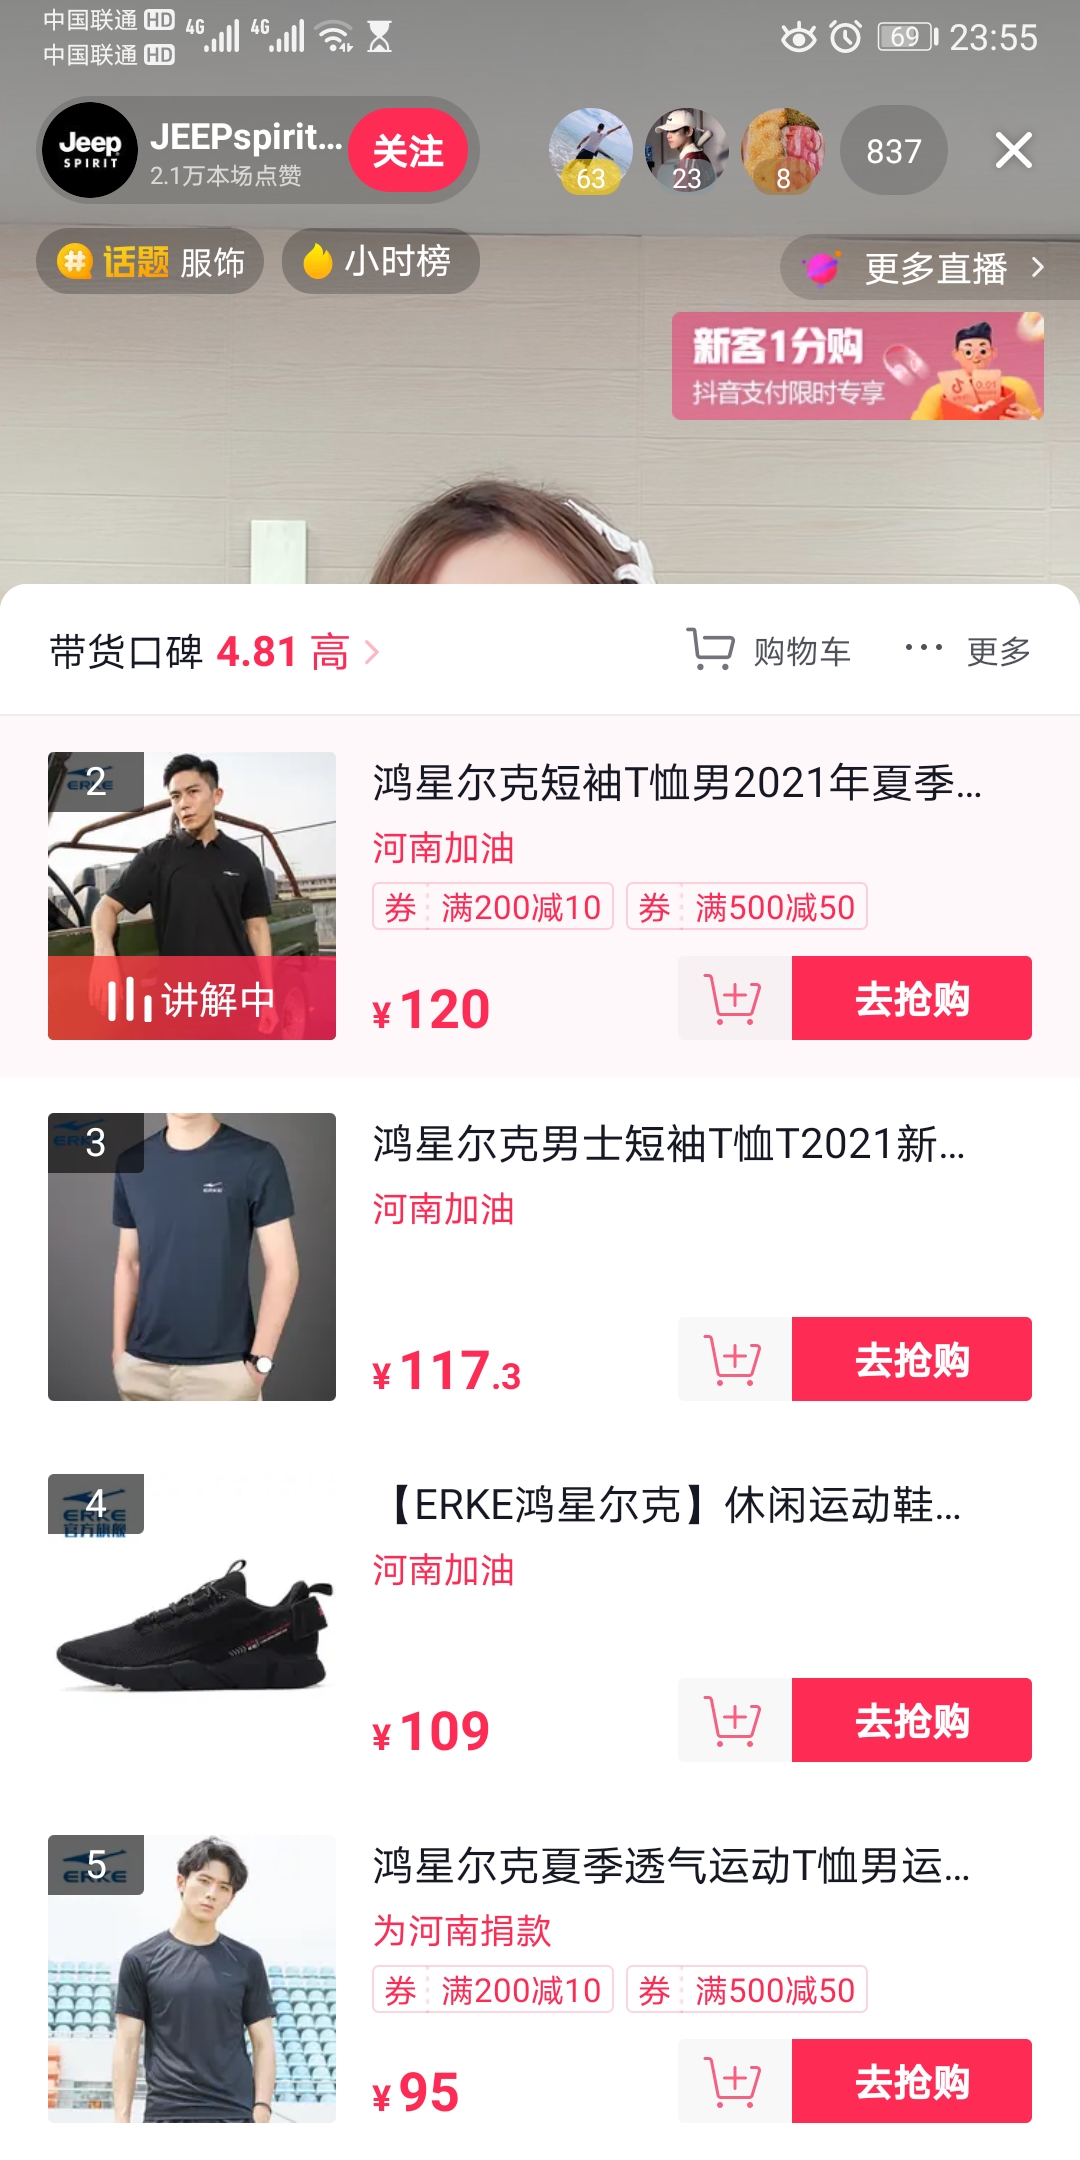 中国联通 HD 4G 4G
中国联通 HD
69 23:55
Jeep
SPIRIT
JEEPspirit...
2.1万本场点赞
关注
63
23
8
837
话题 服饰
小时榜
更多直播
新客1分购
抖音支付限时专享
带货口碑 4.81 高
购物车
更多
2
鸿星尔克短袖T恤男2021年夏季...
河南加油
券 满200减10 券 满500减50
讲解中
¥120
去抢购
3
ERKE
鸿星尔克男士短袖T恤T2021新...
河南加油
¥117.3
去抢购
4
ERKE
官方旗舰
【ERKE鸿星尔克】休闲运动鞋...
河南加油
¥109
去抢购
5
ERKE
鸿星尔克夏季透气运动T恤男运...
为河南捐款
券 满200减10 券 满500减50
¥95
去抢购